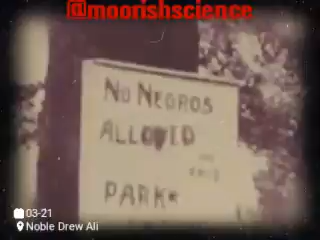 @moorishscience
No NEGROS
ALLOWED
PARK
03-21
Noble Drew Ali